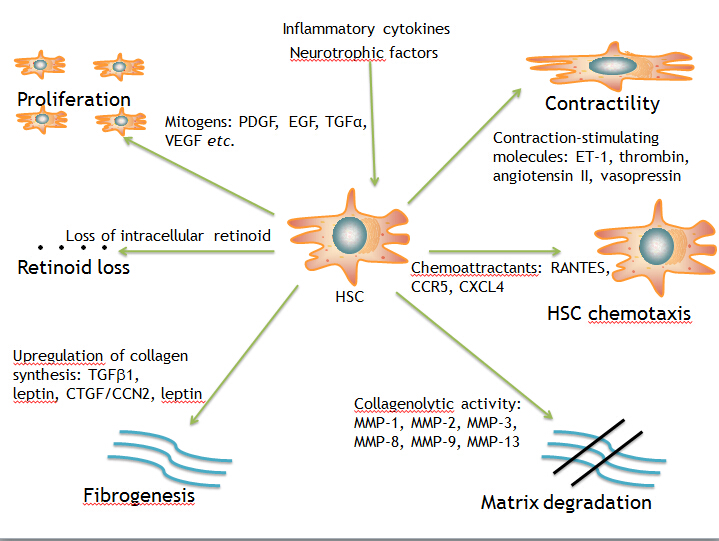 Inflammatory cytokines
Neurotrophic factors
Proliferation
Mitogens: PDGF, EGF, TGFα,
VEGF etc.
Contractility
Contraction-stimulating
molecules: ET-1, thrombin,
angiotensin II, vasopressin
Loss of intracellular retinoid
Retinoid loss
HSC
Chemoattractants: RANTES,
CCR5, CXCL4
HSC chemotaxis
Upregulation of collagen
synthesis: TGFβ1,
leptin, CTGF/CCN2, leptin
Fibrogenesis
Collagenolytic activity:
MMP-1, MMP-2, MMP-3,
MMP-8, MMP-9, MMP-13
Matrix degradation